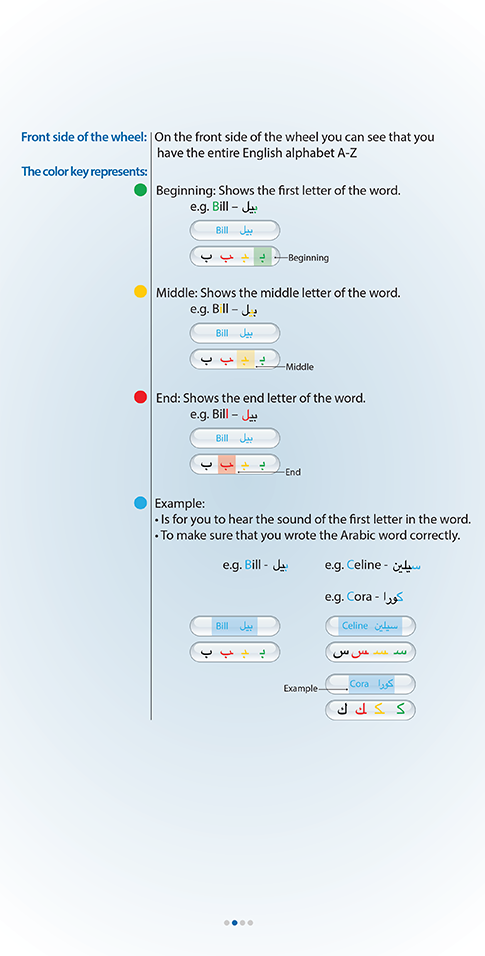 Front side of the wheel: On the front side of the wheel you can see that you
have the entire English alphabet A-Z
The color key represents:
Beginning: Shows the first letter of the word.
e.g. Bill – بيل
Bill بيل
ب ـب ـبـ بـ
Beginning
Middle: Shows the middle letter of the word.
e.g. Bill – بيل
Bill بيل
ب ـب ـبـ بـ
Middle
End: Shows the end letter of the word.
e.g. Bill – بيل
Bill بيل
ب ـب ـبـ بـ
End
Example:
• Is for you to hear the sound of the first letter in the word.
• To make sure that you wrote the Arabic word correctly.
e.g. Bill - بيل e.g. Celine - سيلين
e.g. Cora - كورا
Bill بيل Celine سيلين
ب ـب ـبـ بـ س ـس ـسـ سـ
Example Cora كورا
ك ـك ـكـ كـ